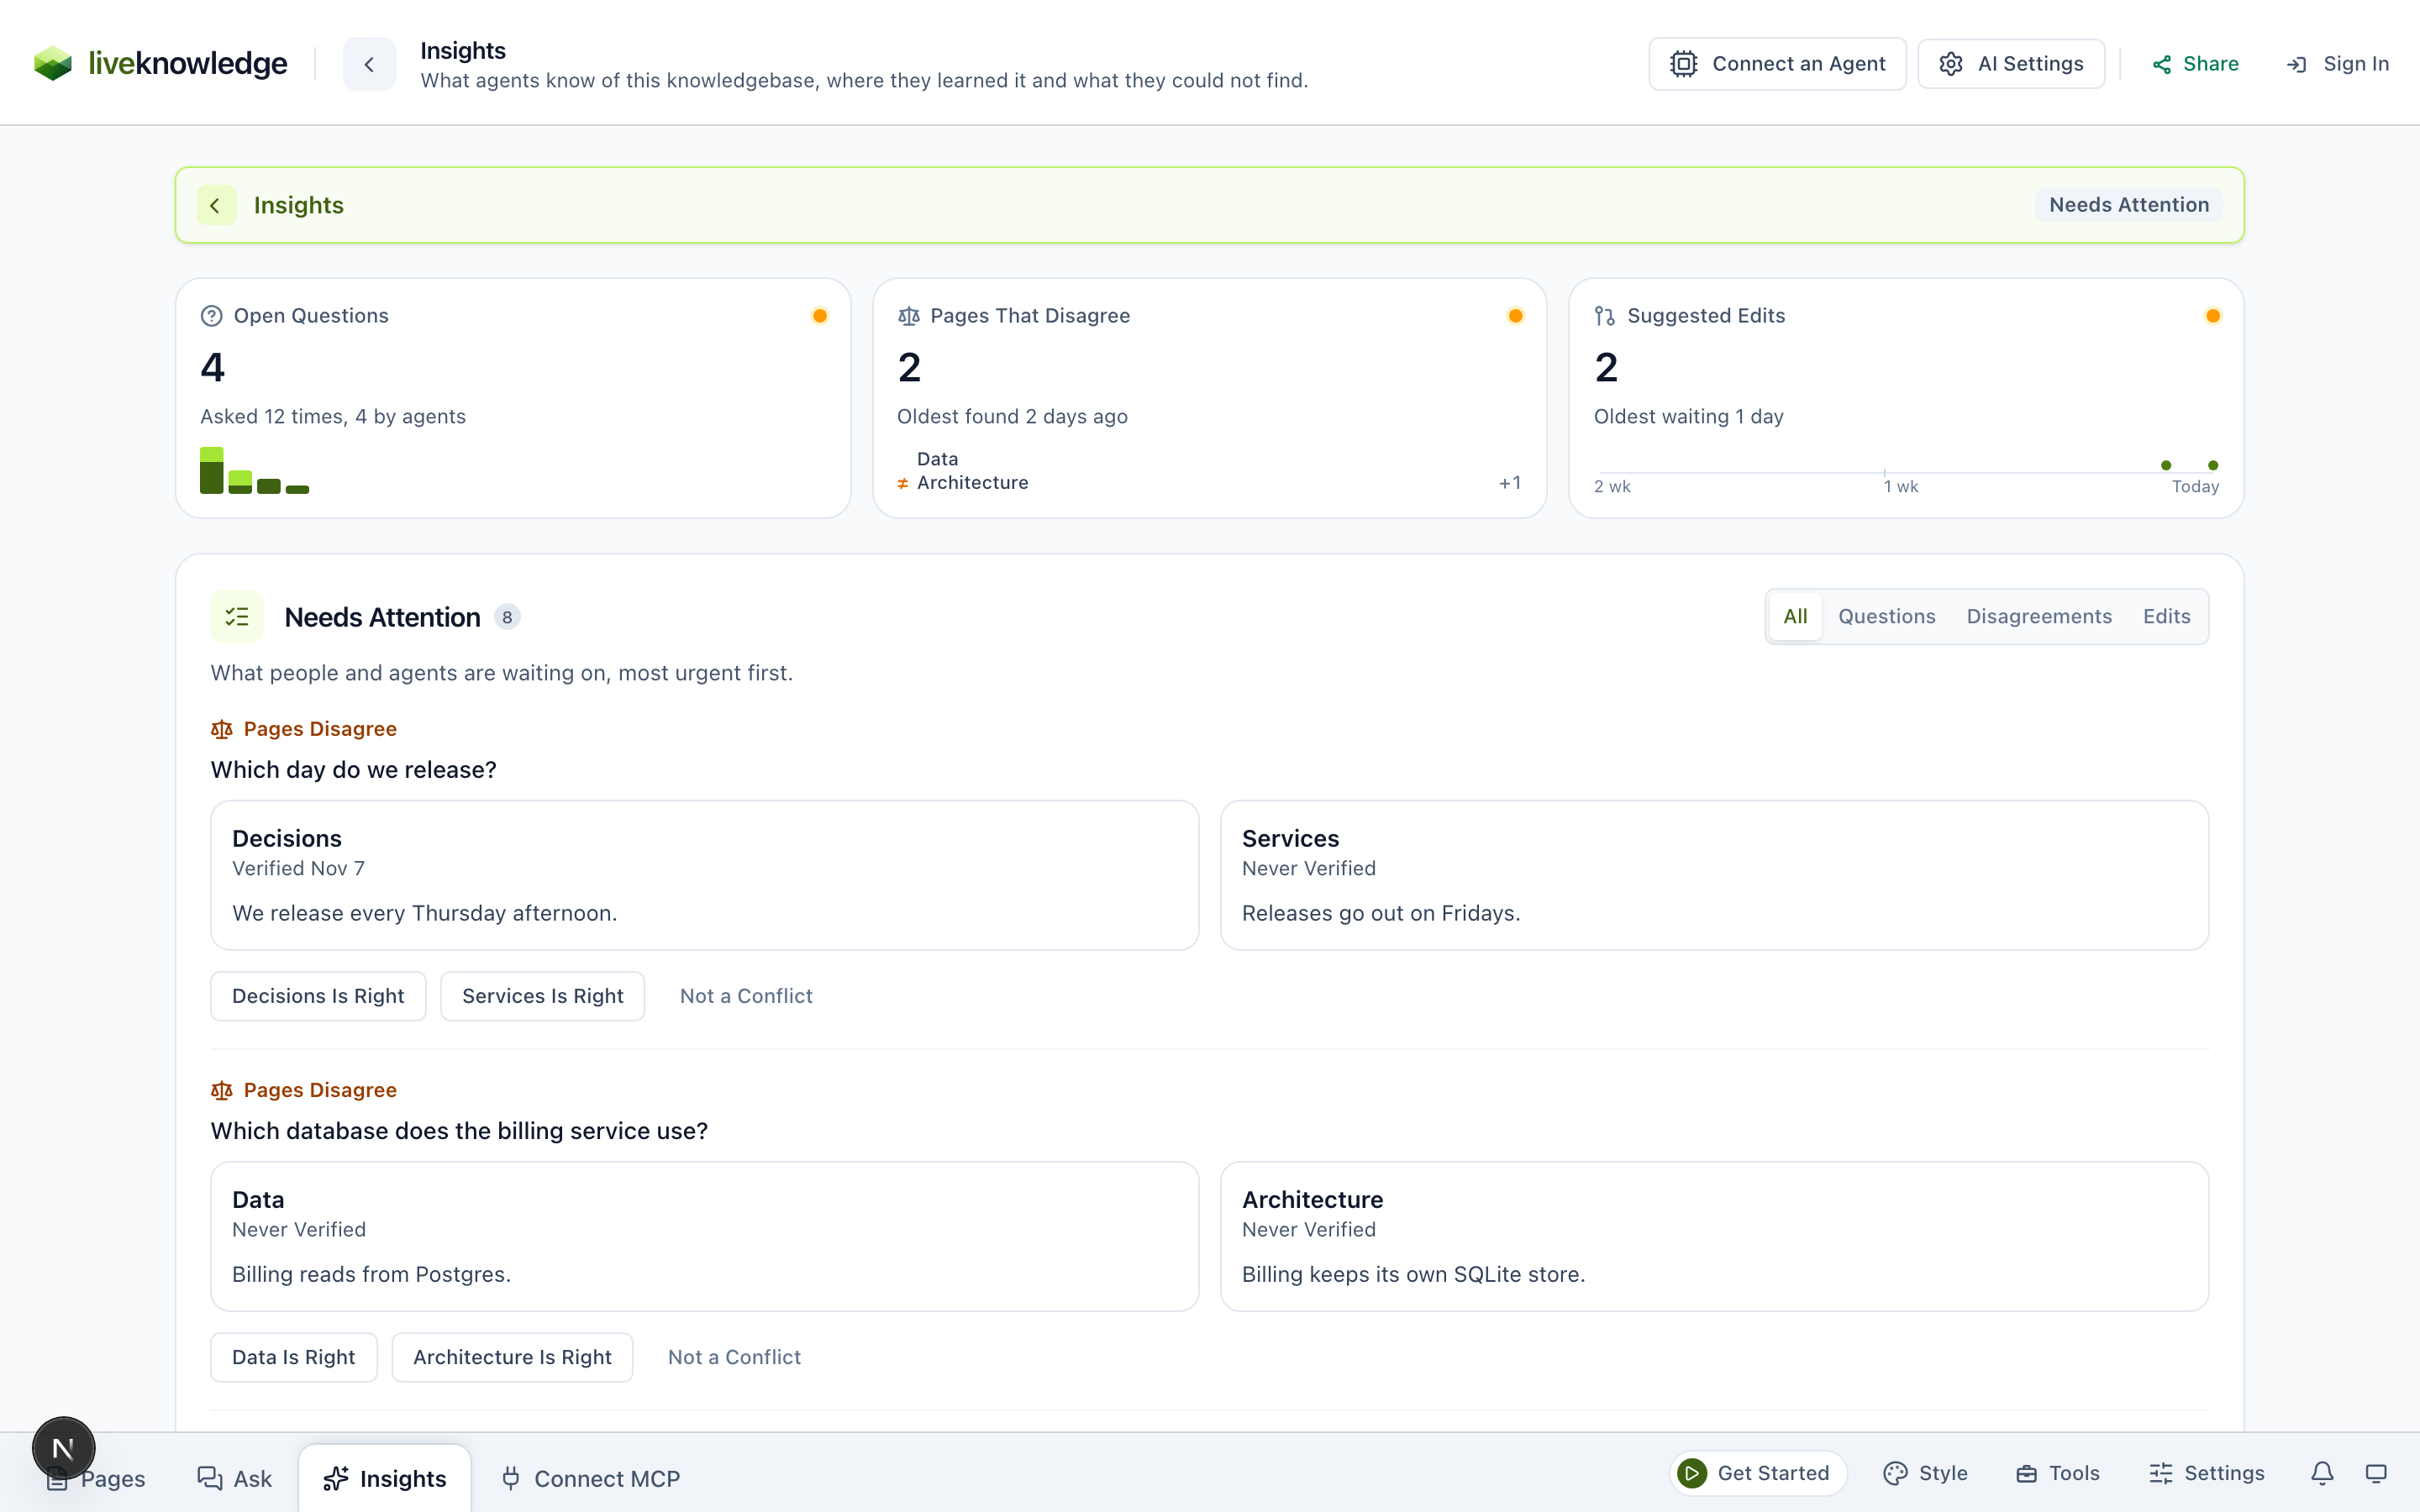 liveknowledge
Insights
What agents know of this knowledgebase, where they learned it and what they could not find.
Connect an Agent
AI Settings
Share
Sign In
Insights
Needs Attention
Open Questions
4
Asked 12 times, 4 by agents
Pages That Disagree
2
Oldest found 2 days ago
Data
≠ Architecture
+1
Suggested Edits
2
Oldest waiting 1 day
2 wk
1 wk
Today
Needs Attention 8
All
Questions
Disagreements
Edits
What people and agents are waiting on, most urgent first.
Pages Disagree
Which day do we release?
Decisions
Verified Nov 7
We release every Thursday afternoon.
Services
Never Verified
Releases go out on Fridays.
Decisions Is Right
Services Is Right
Not a Conflict
Pages Disagree
Which database does the billing service use?
Data
Never Verified
Billing reads from Postgres.
Architecture
Never Verified
Billing keeps its own SQLite store.
Data Is Right
Architecture Is Right
Not a Conflict
N
Pages
Ask
Insights
Connect MCP
Get Started
Style
Tools
Settings